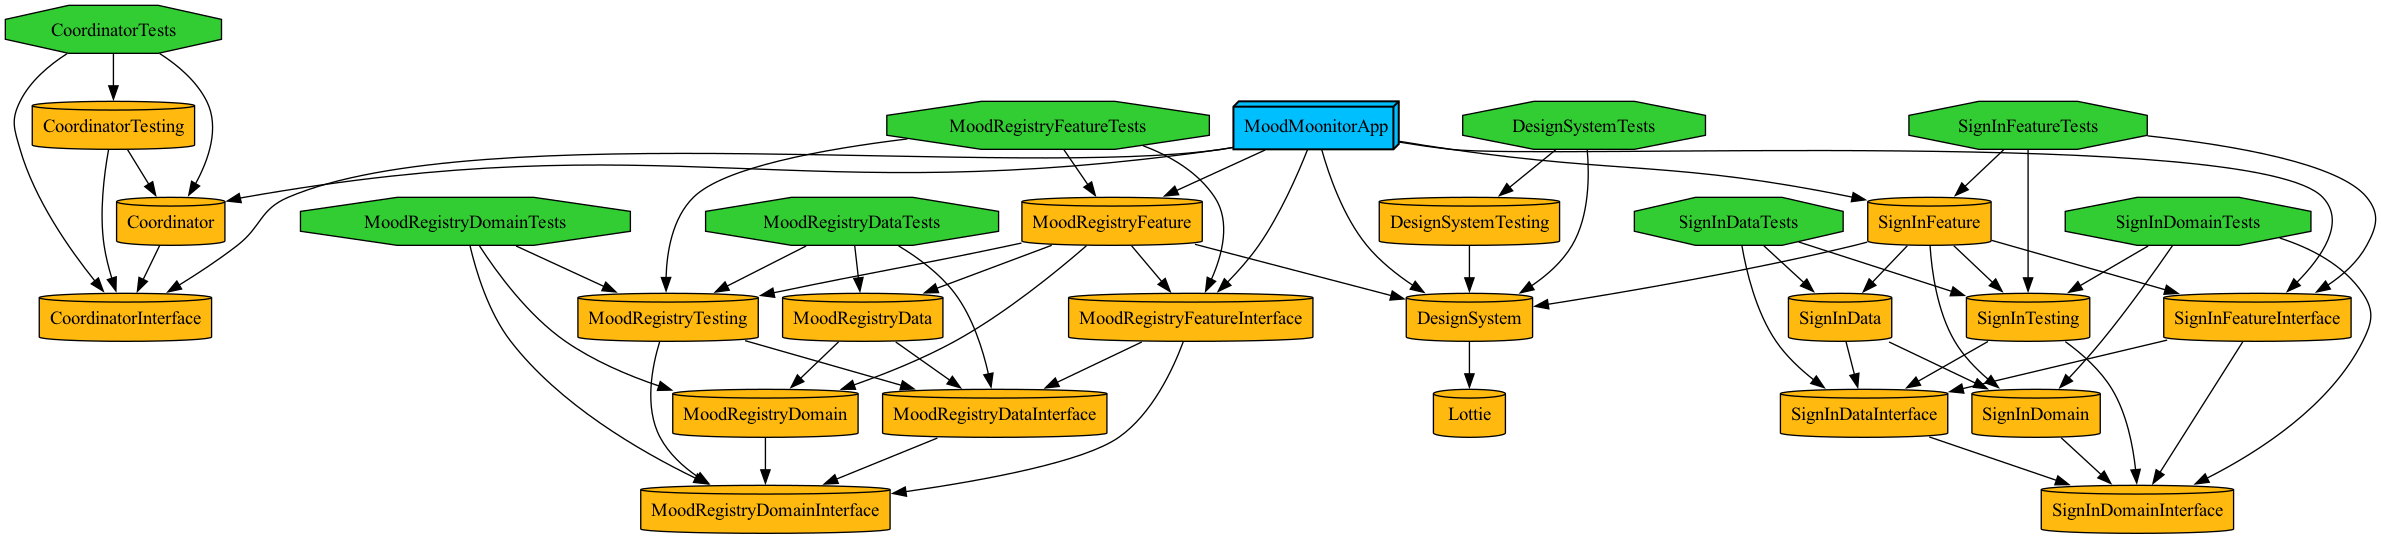 CoordinatorTests
CoordinatorTesting
MoodRegistryFeatureTests
MoodMoonitorApp
DesignSystemTests
SignInFeatureTests
Coordinator
MoodRegistryDomainTests
MoodRegistryDataTests
MoodRegistryFeature
DesignSystemTesting
SignInDataTests
SignInFeature
SignInDomainTests
CoordinatorInterface
MoodRegistryTesting
MoodRegistryData
MoodRegistryFeatureInterface
DesignSystem
SignInData
SignInTesting
SignInFeatureInterface
MoodRegistryDomain
MoodRegistryDataInterface
Lottie
SignInDataInterface
SignInDomain
MoodRegistryDomainInterface
SignInDomainInterface